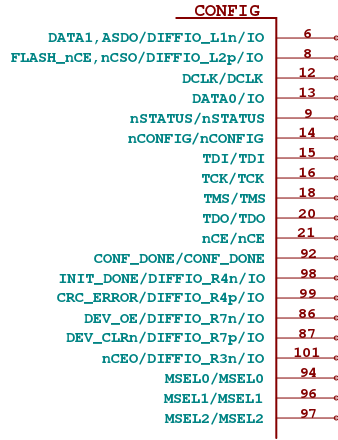 CONFIG
DATA1,ASDO/DIFFIO_L1n/IO 6
FLASH_nCE,nCSO/DIFFIO_L2p/IO 8
DCLK/DCLK 12
DATA0/IO 13
nSTATUS/nSTATUS 9
nCONFIG/nCONFIG 14
TDI/TDI 15
TCK/TCK 16
TMS/TMS 18
TDO/TDO 20
nCE/nCE 21
CONF_DONE/CONF_DONE 92
INIT_DONE/DIFFIO_R4n/IO 98
CRC_ERROR/DIFFIO_R4p/IO 99
DEV_OE/DIFFIO_R7n/IO 86
DEV_CLRn/DIFFIO_R7p/IO 87
nCEO/DIFFIO_R3n/IO 101
MSEL0/MSEL0 94
MSEL1/MSEL1 96
MSEL2/MSEL2 97